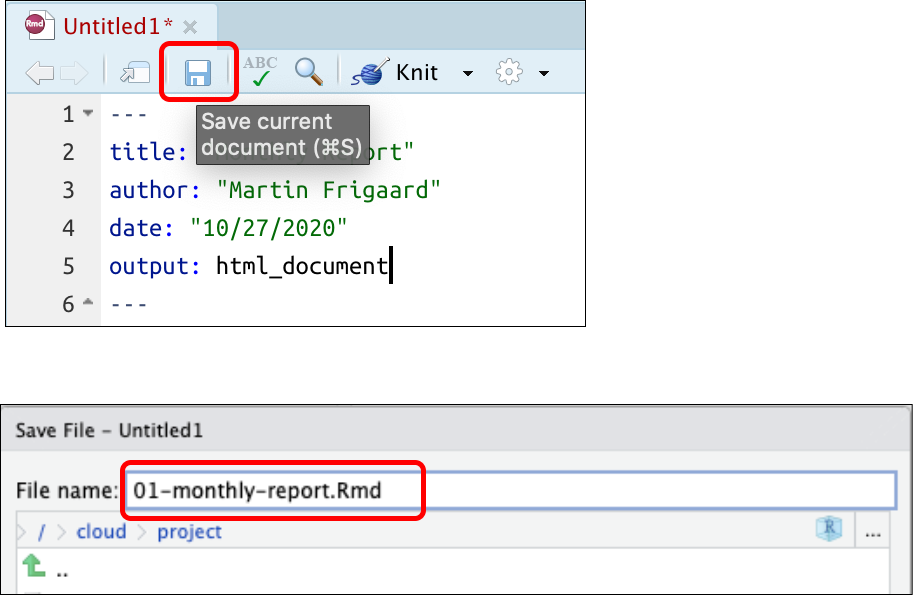 Rmd Untitled1* ×
ABC Knit
1 ---
Save current
document (⌘S)
2 title: ort"
3 author: "Martin Frigaard"
4 date: "10/27/2020"
5 output: html_document
6 ---
Save File – Untitled1
File name: 01-monthly-report.Rmd
/ cloud project R ...
..